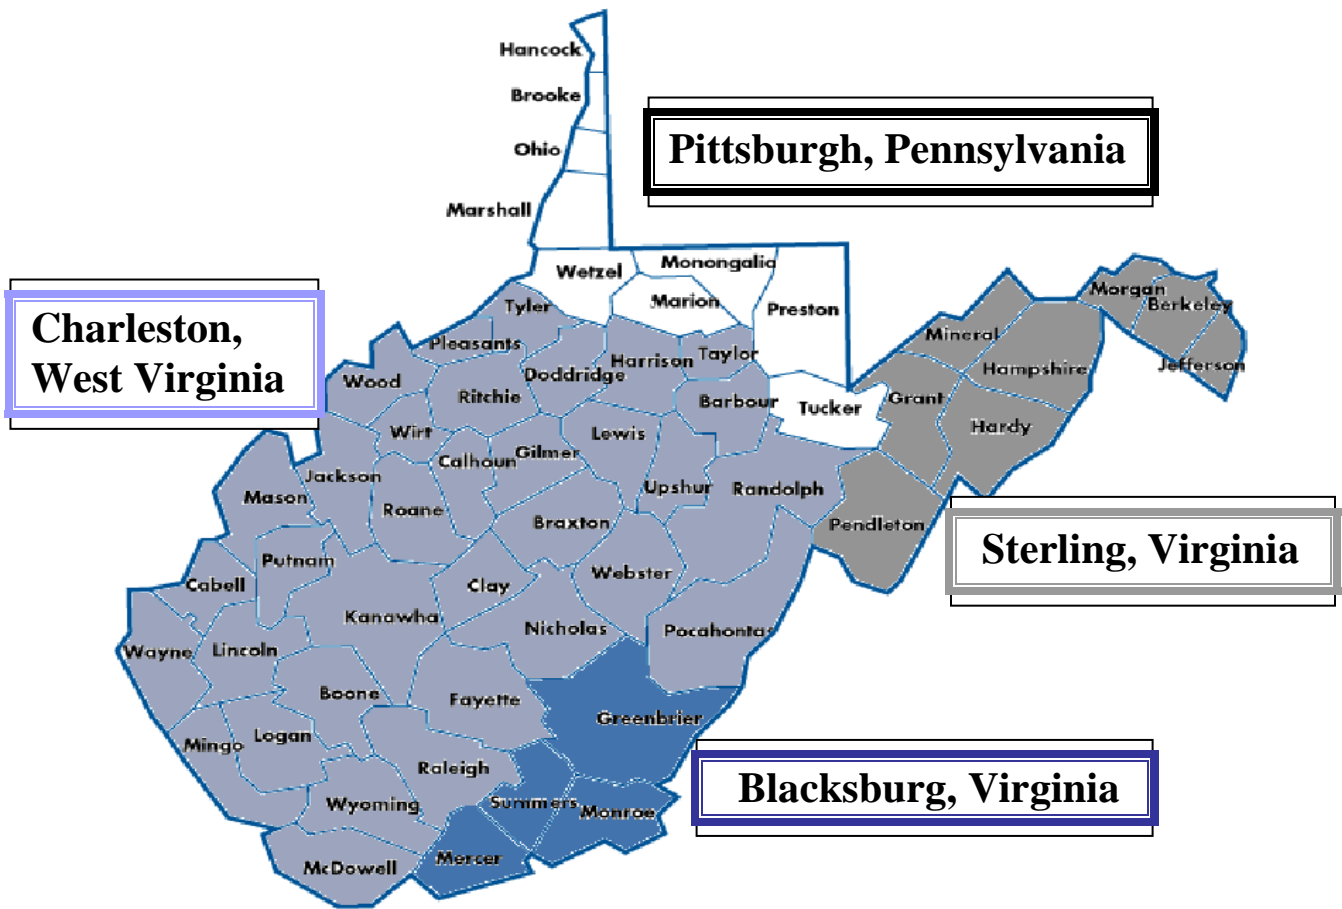 Hancock
Brooke
Pittsburgh, Pennsylvania
Ohio
Marshall
Wetzel
Monongalia
Marion
Preston
Morgan
Berkeley
Jefferson
Mineral
Hampshire
Grant
Hardy
Charleston,
West Virginia
Tyler
Pleasants
Doddridge
Harrison
Taylor
Wood
Ritchie
Barbour
Tucker
Wirt
Calhoun
Gilmer
Lewis
Jackson
Mason
Roane
Upshur
Randolph
Braxton
Pendleton
Sterling, Virginia
Putnam
Cabell
Clay
Webster
Kanawha
Nicholas
Pocahontas
Wayne
Lincoln
Boone
Fayette
Greenbrier
Mingo
Logan
Raleigh
Wyoming
Summers
Monroe
Blacksburg, Virginia
McDowell
Mercer